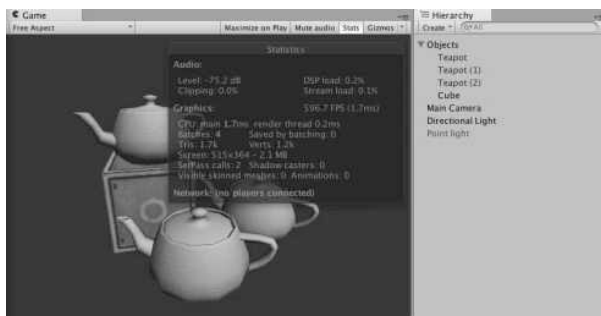 Game
Free Aspect
Maximize on Play Mute audio Stats Gizmos
Statistics
Audio:
Level: -75.2 dB DSP load: 0.2%
Clipping: 0.0% Stream load: 0.1%
Graphics: 596.7 FPS (1.7ms)
CPU: main 1.7ms render thread 0.2ms
Batches: 4 Saved by batching: 0
Tris: 1.7k Verts: 1.2k
Screen: 515x364 - 2.1 MB
SetPass calls: 2 Shadow casters: 0
Visible skinned meshes: 0 Animations: 0
Network: (no players connected)
Hierarchy
Create All
Objects
Teapot
Teapot (1)
Teapot (2)
Cube
Main Camera
Directional Light
Point light